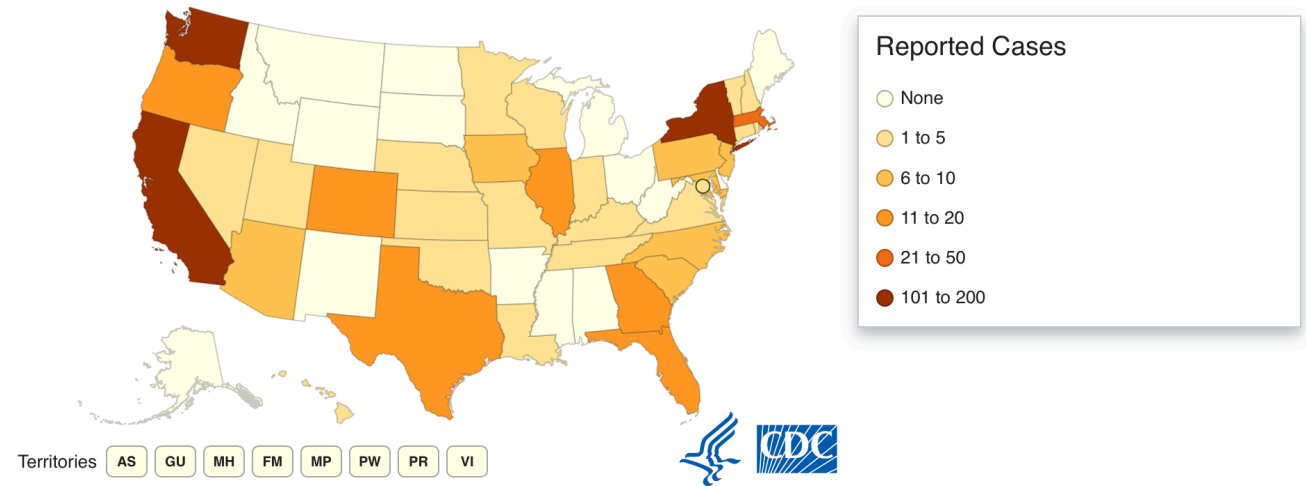 Reported Cases
None
1 to 5
6 to 10
11 to 20
21 to 50
101 to 200
Territories AS GU MH FM MP PW PR VI
CDC